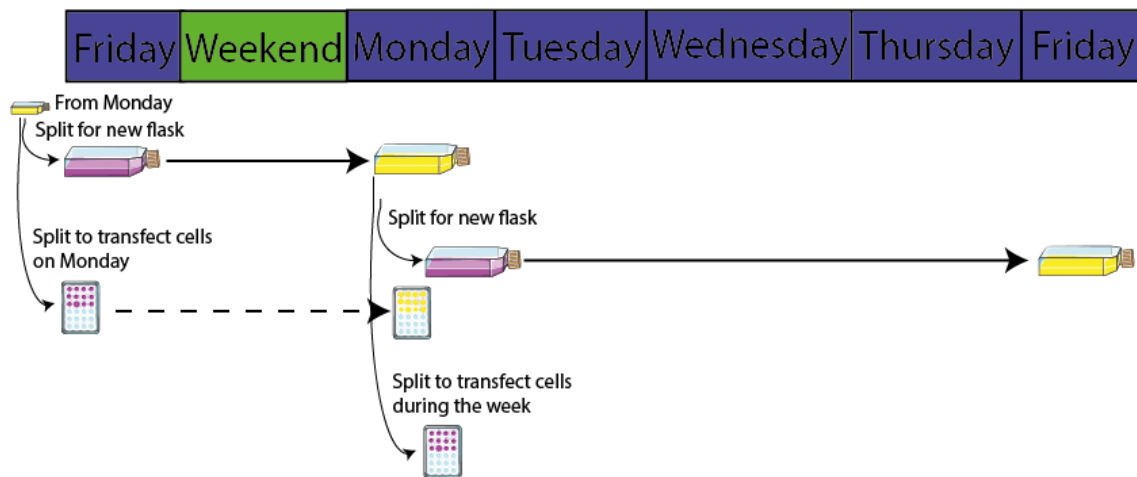 Friday Weekend Monday Tuesday Wednesday Thursday Friday
From Monday
Split for new flask
Split for new flask
Split to transfect cells
on Monday
Split to transfect cells
during the week